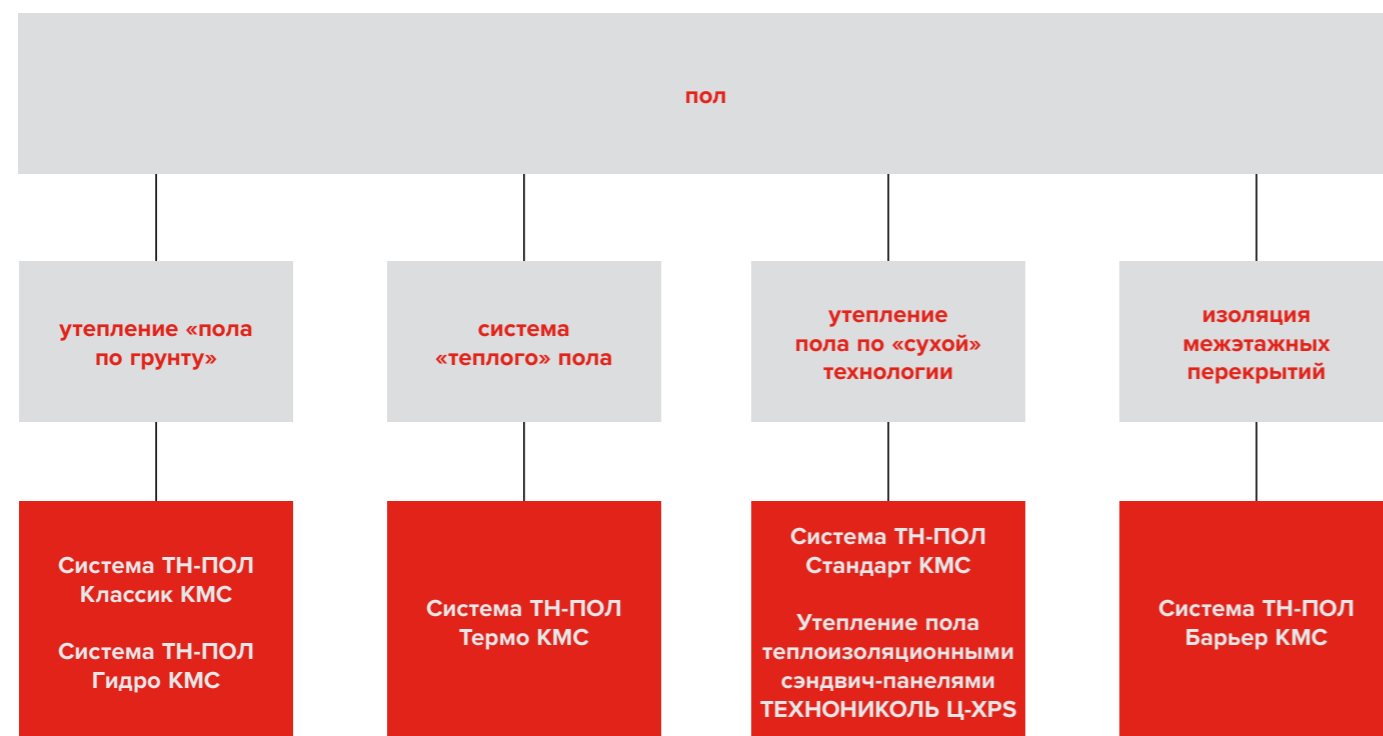 пол
утепление «пола
по грунту»
система
«теплого» пола
утепление
пола по «сухой»
технологии
изоляция
межэтажных
перекрытий
Система ТН-ПОЛ
Классик КМС
Система ТН-ПОЛ
Гидро КМС
Система ТН-ПОЛ
Термо КМС
Система ТН-ПОЛ
Стандарт КМС
Утепление пола
теплоизоляционными
сэндвич-панелями
ТЕХНОНИКОЛЬ Ц-XPS
Система ТН-ПОЛ
Барьер КМС